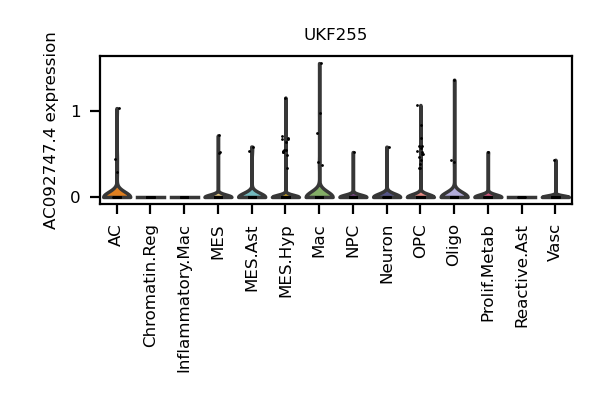 UKF255
AC092747.4 expression
1
0
AC
Chromatin.Reg
Inflammatory.Mac
MES
MES.Ast
MES.Hyp
Mac
NPC
Neuron
OPC
Oligo
Prolif.Metab
Reactive.Ast
Vasc